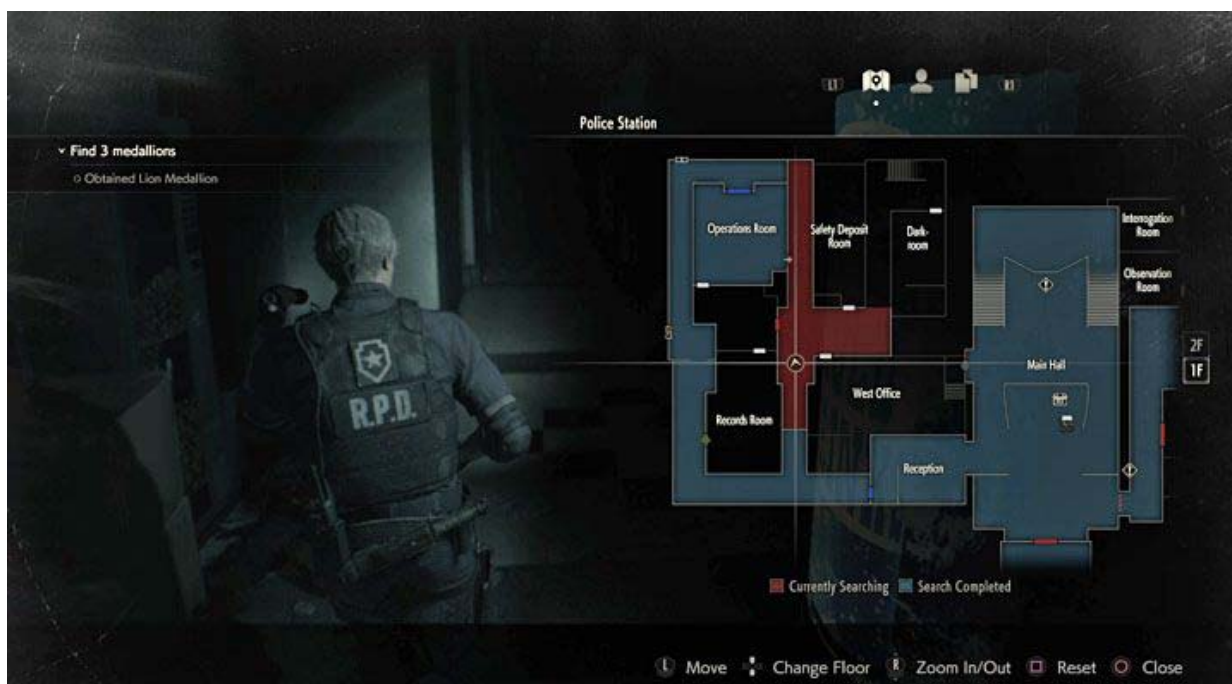 L1 R1
Police Station
Find 3 medallions
Obtained Lion Medallion
Operations Room
Safety Deposit
Room
Dark-
room
Interrogation
Room
Observation
Room
2F
1F
Main Hall
West Office
Records Room
Reception
R.P.D.
Currently Searching
Search Completed
L Move Change Floor R Zoom In/Out Reset Close